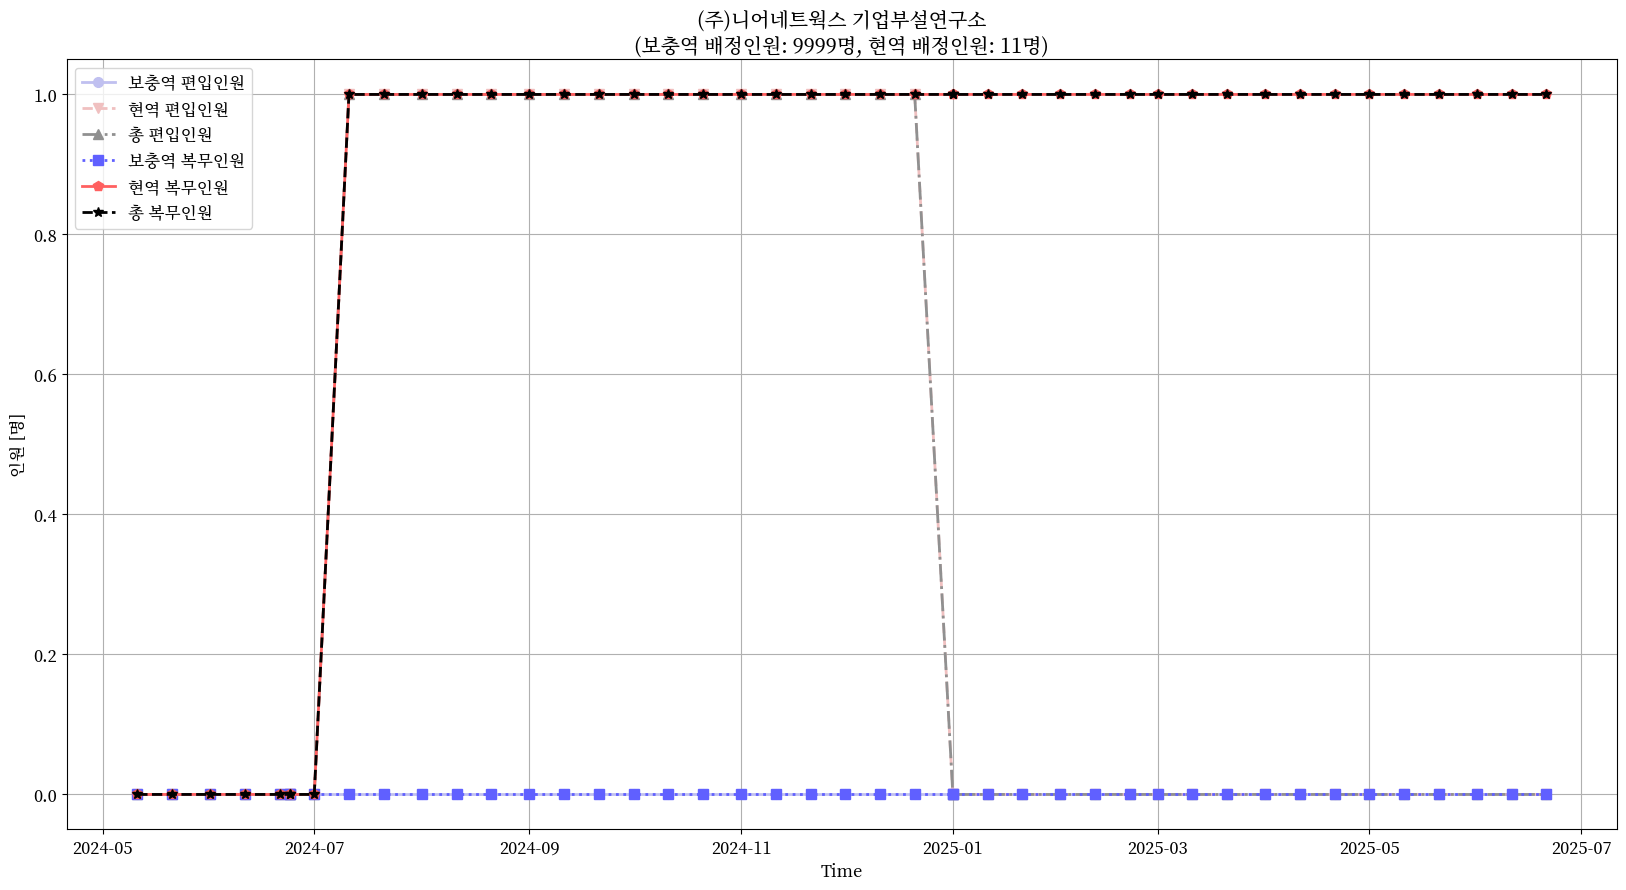 (주)니어네트웍스 기업부설연구소
(보충역 배정인원: 9999명, 현역 배정인원: 11명)
보충역 편입인원
현역 편입인원
총 편입인원
보충역 복무인원
현역 복무인원
총 복무인원
1.0
0.8
0.6
0.4
0.2
0.0
인원 [명]
2024-05
2024-07
2024-09
2024-11
2025-01
2025-03
2025-05
2025-07
Time